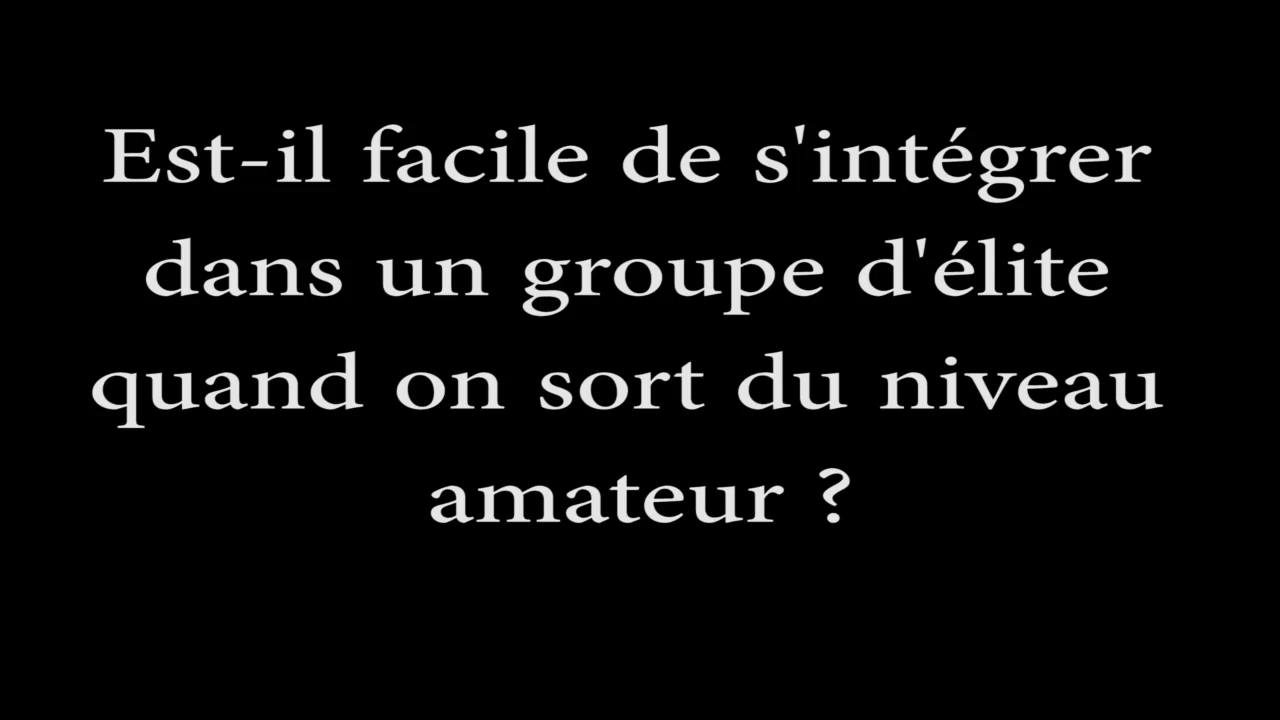 Est-il facile de s'intégrer
dans un groupe d'élite
quand on sort du niveau
amateur ?